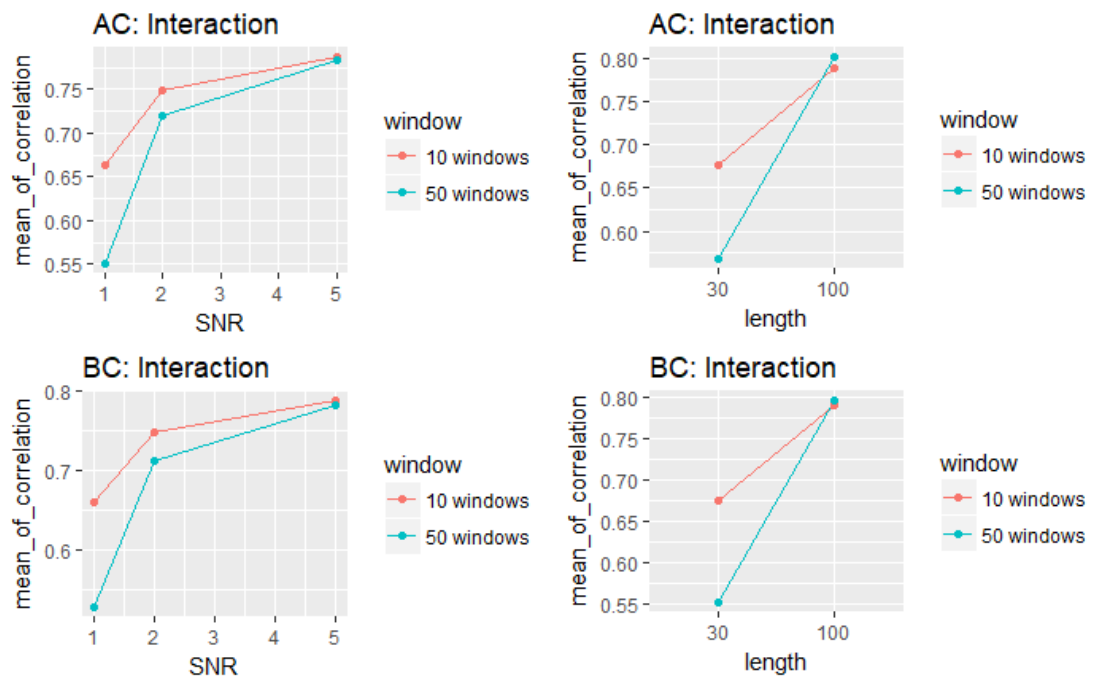 AC: Interaction
mean_of_correlation
0.75
0.70
0.65
0.60
0.55
1 2 3 4 5
SNR
window
10 windows
50 windows
AC: Interaction
mean_of_correlation
0.80
0.75
0.70
0.65
0.60
30 100
length
window
10 windows
50 windows
BC: Interaction
mean_of_correlation
0.8
0.7
0.6
1 2 3 4 5
SNR
window
10 windows
50 windows
BC: Interaction
mean_of_correlation
0.80
0.75
0.70
0.65
0.60
0.55
30 100
length
window
10 windows
50 windows